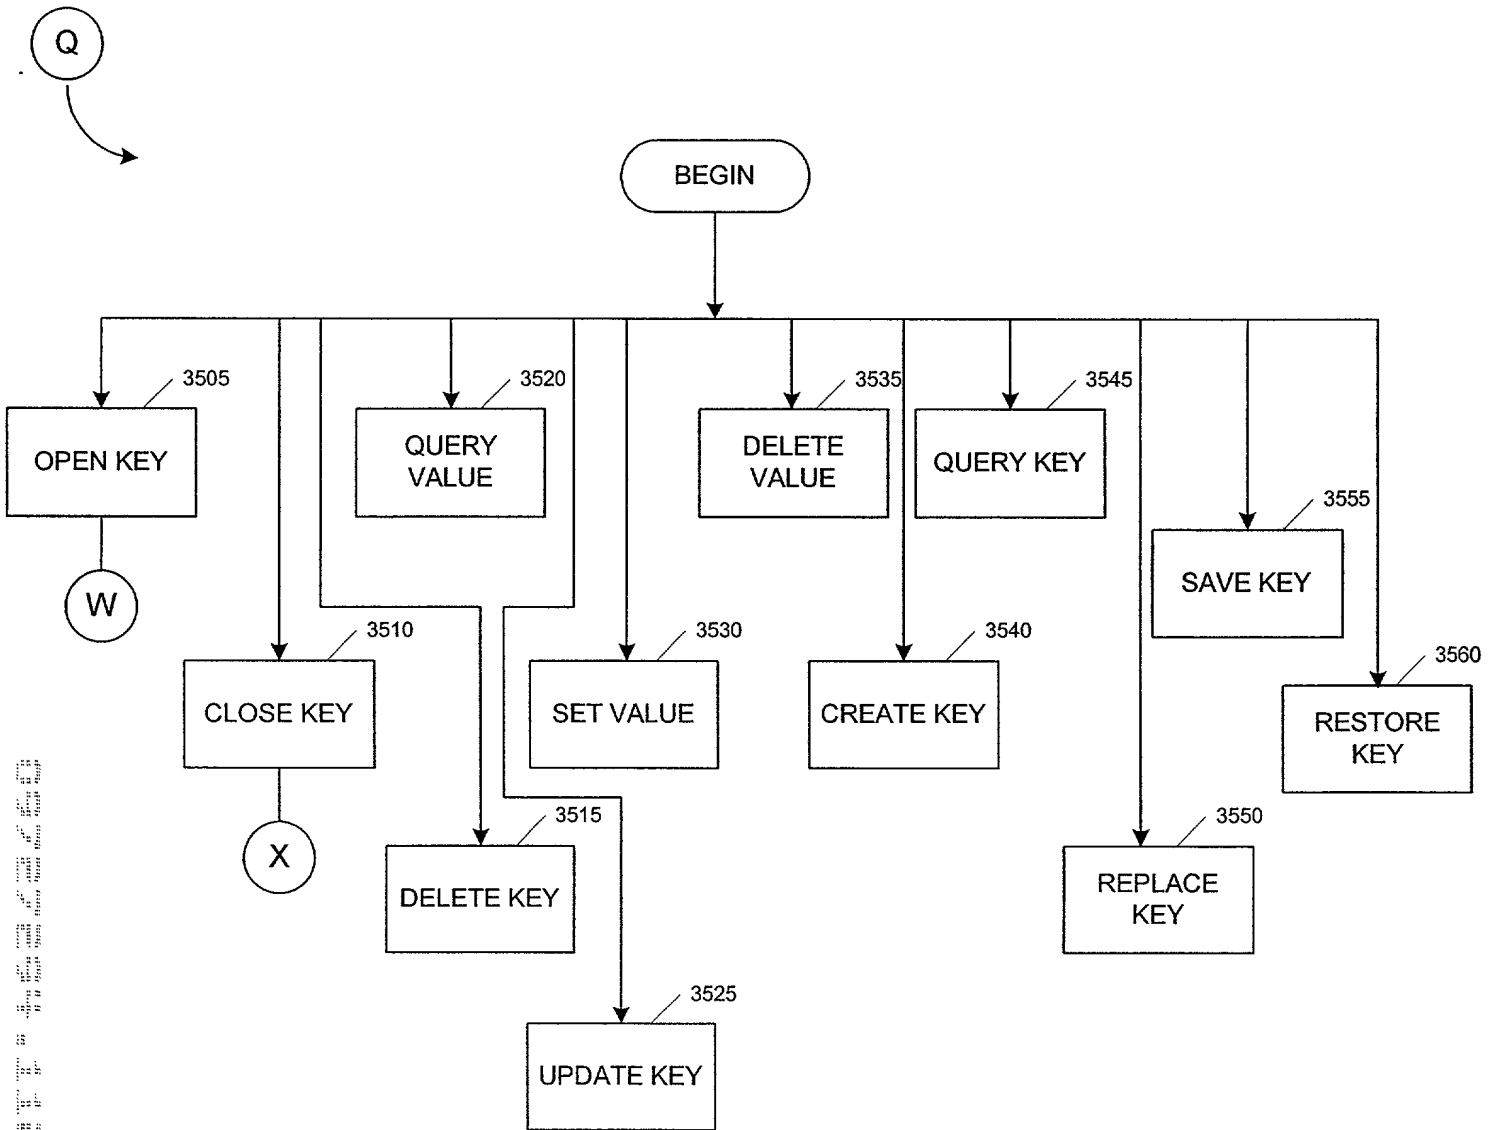 Q
BEGIN
3505
OPEN KEY
W
3520
QUERY
VALUE
3535
DELETE
VALUE
3545
QUERY KEY
3555
SAVE KEY
3510
CLOSE KEY
X
3530
SET VALUE
3540
CREATE KEY
3560
RESTORE
KEY
3515
DELETE KEY
3550
REPLACE
KEY
3525
UPDATE KEY